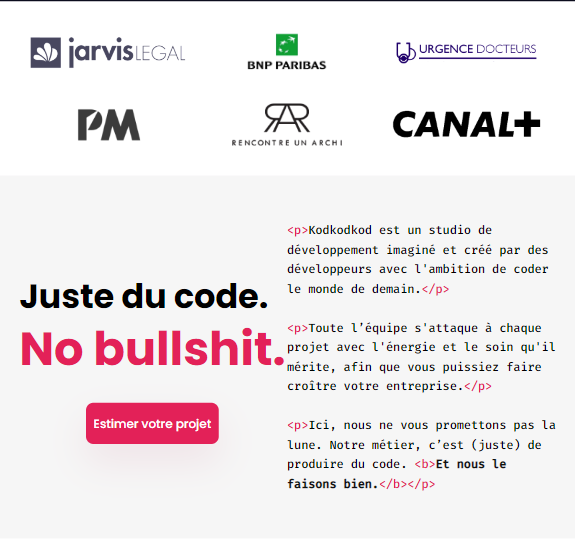 jarvis LEGAL
BNP PARIBAS
URGENCE DOCTEURS
PM
RAR
RENCONTRE UN ARCHI
CANAL+
Juste du code.
No bullshit.
Estimer votre projet
<p>Kodkodkod est un studio de
développement imaginé et créé par des
développeurs avec l'ambition de coder
le monde de demain.</p>
<p>Toute l’équipe s'attaque à chaque
projet avec l'énergie et le soin qu'il
mérite, afin que vous puissiez faire
croître votre entreprise.</p>
<p>Ici, nous ne vous promettons pas la
lune. Notre métier, c’est (juste) de
produire du code. <b>Et nous le
faisons bien.</b></p>